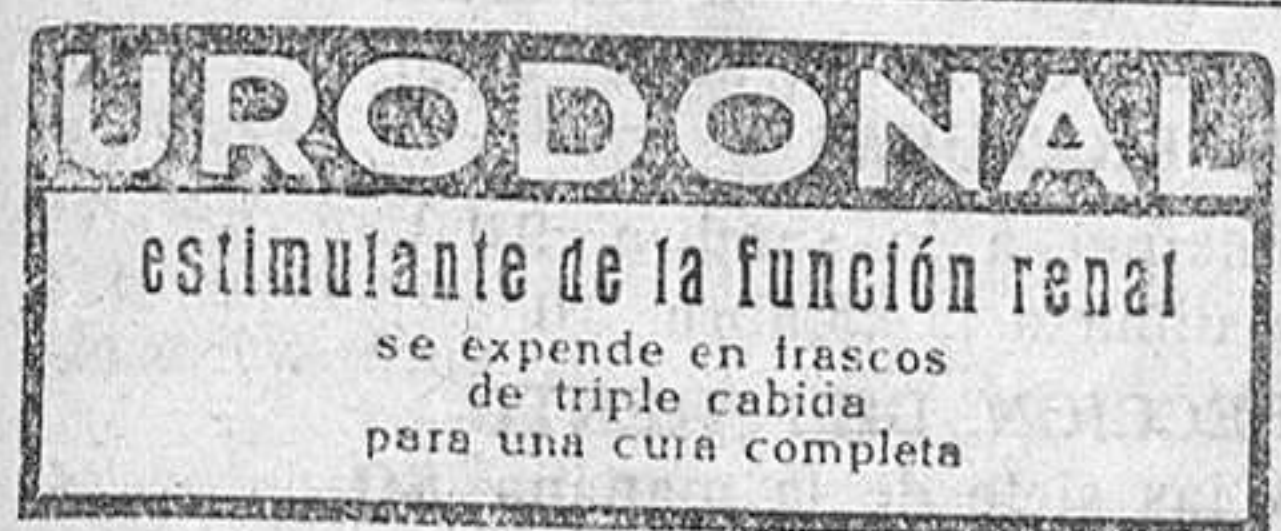 URODONAL
estimulante de la función renal
se expende en frascos
de triple cabida
para una cura completa